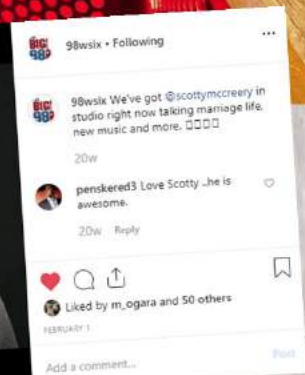 BIG
98
98wsix • Following
BIG
98
98wsix We've got @scottymccreery in
studio right now talking marriage life,
new music and more. □□□□
20w
penskered3 Love Scotty ..he is
awesome.
20w Reply
Liked by m_ogara and 50 others
FEBRUARY 1
Add a comment...
Post